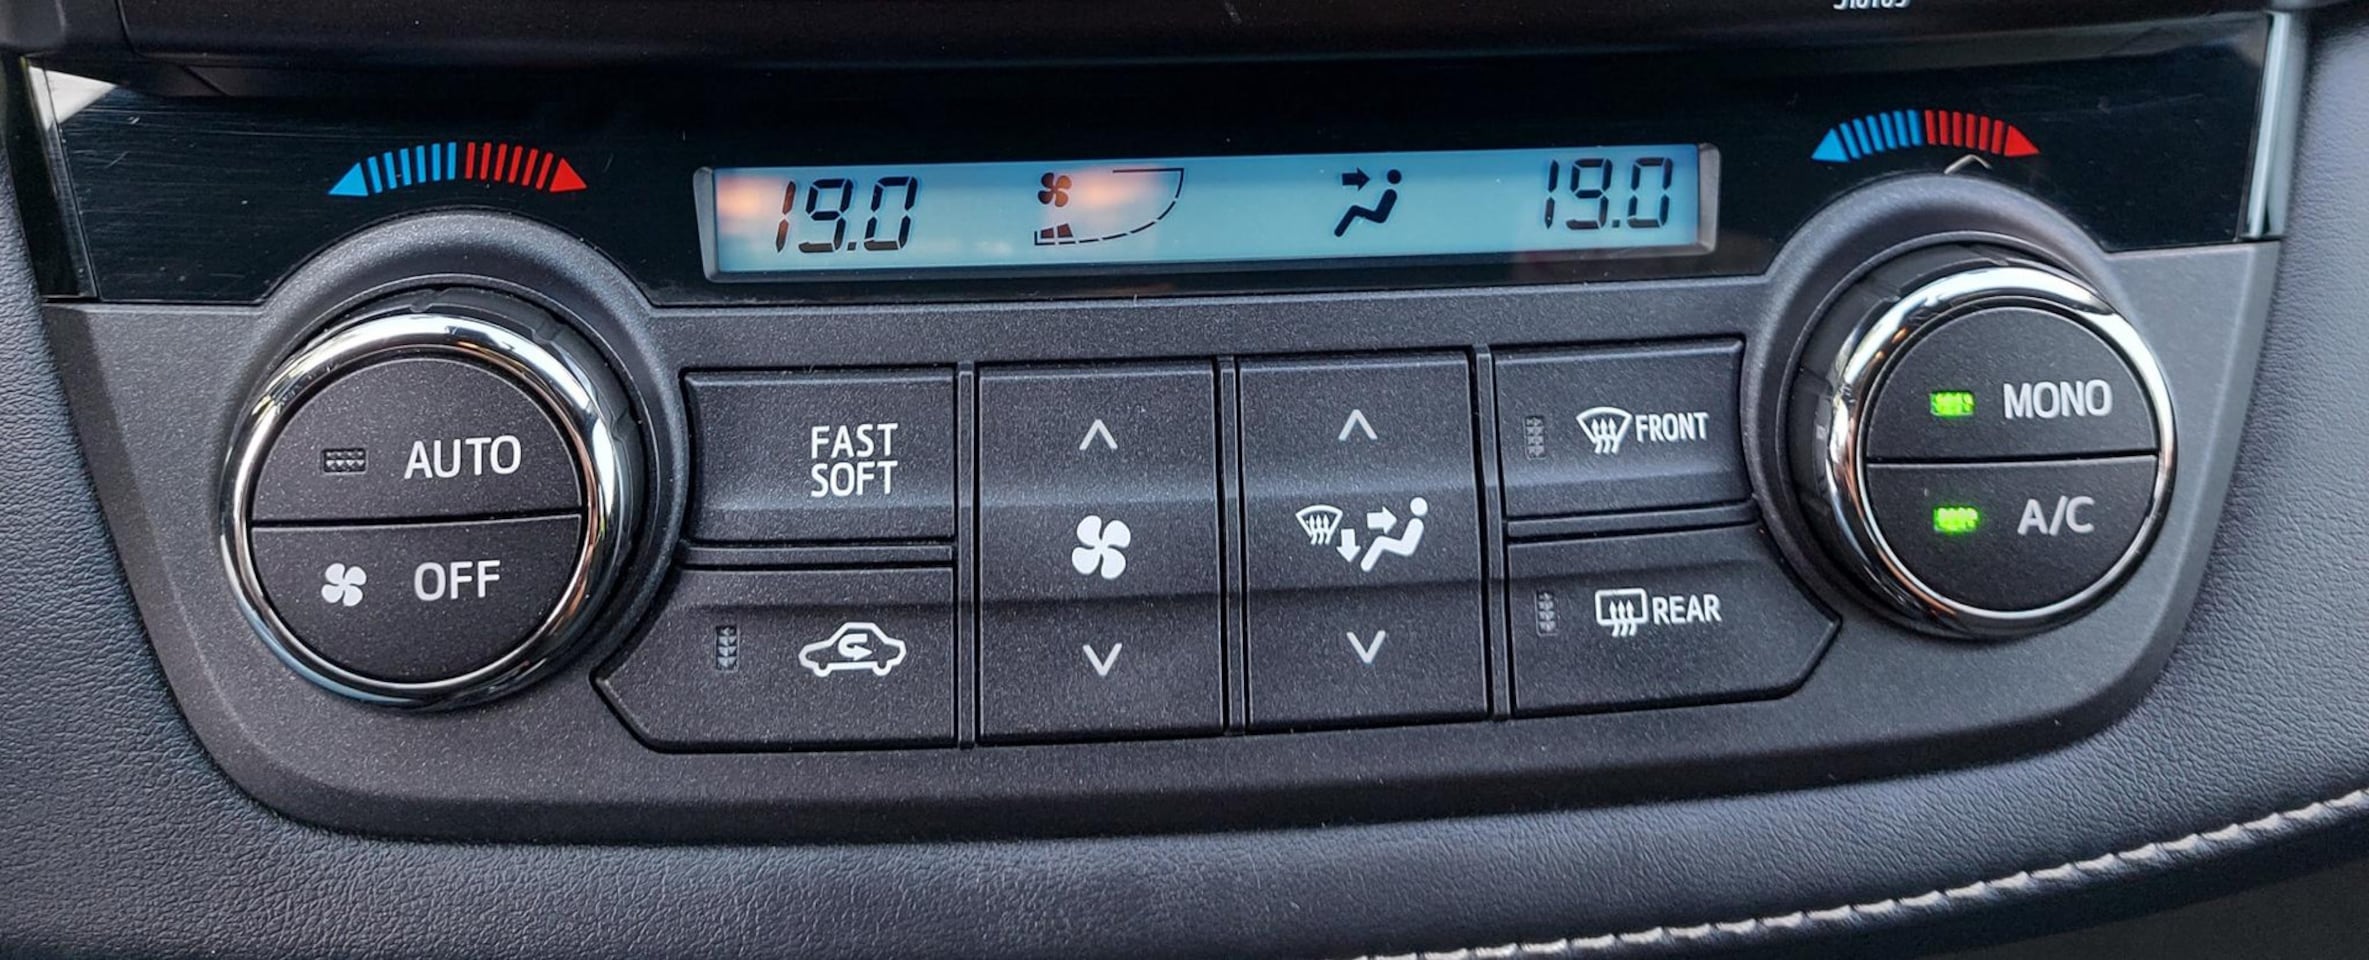 19.0
19.0
AUTO
OFF
FAST
SOFT
FRONT
REAR
MONO
A/C